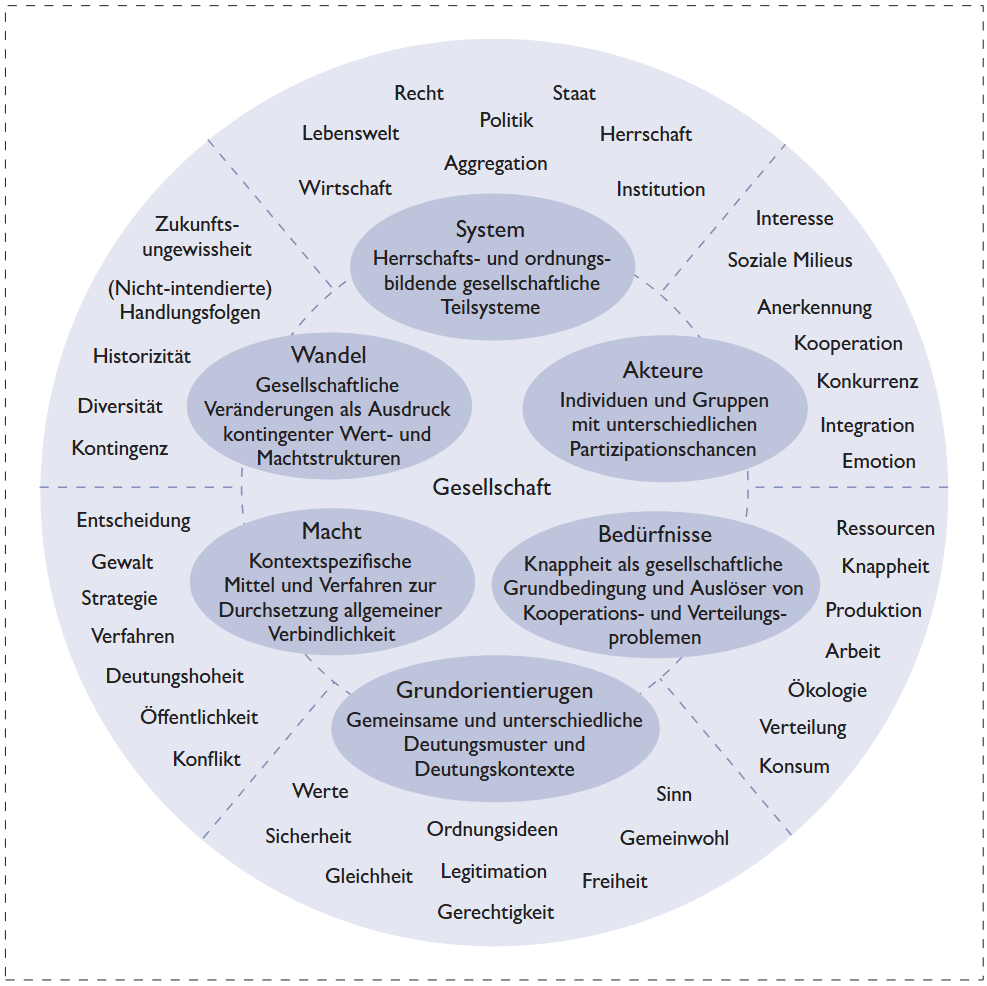 Recht
Staat
Politik
Lebenswelt
Herrschaft
Aggregation
Wirtschaft
Institution
System
Herrschafts- und ordnungs-
bildende gesellschaftliche
Teilsysteme
Interesse
Soziale Milieus
Anerkennung
Kooperation
Konkurrenz
Integration
Emotion
Akteure
Individuen und Gruppen
mit unterschiedlichen
Partizipationschancen
Ressourcen
Knappheit
Produktion
Arbeit
Ökologie
Verteilung
Konsum
Bedürfnisse
Knappheit als gesellschaftliche
Grundbedingung und Auslöser von
Kooperations- und Verteilungs-
problemen
Grundorientierugen
Gemeinsame und unterschiedliche
Deutungsmuster und
Deutungskontexte
Werte
Sinn
Sicherheit
Ordnungsideen
Gemeinwohl
Gleichheit
Legitimation
Freiheit
Gerechtigkeit
Macht
Kontextspezifische
Mittel und Verfahren zur
Durchsetzung allgemeiner
Verbindlichkeit
Entscheidung
Gewalt
Strategie
Verfahren
Deutungshoheit
Öffentlichkeit
Konflikt
Wandel
Gesellschaftliche
Veränderungen als Ausdruck
kontingenter Wert- und
Machtstrukturen
Zukunfts-
ungewissheit
(Nicht-intendierte)
Handlungsfolgen
Historizität
Diversität
Kontingenz
Gesellschaft